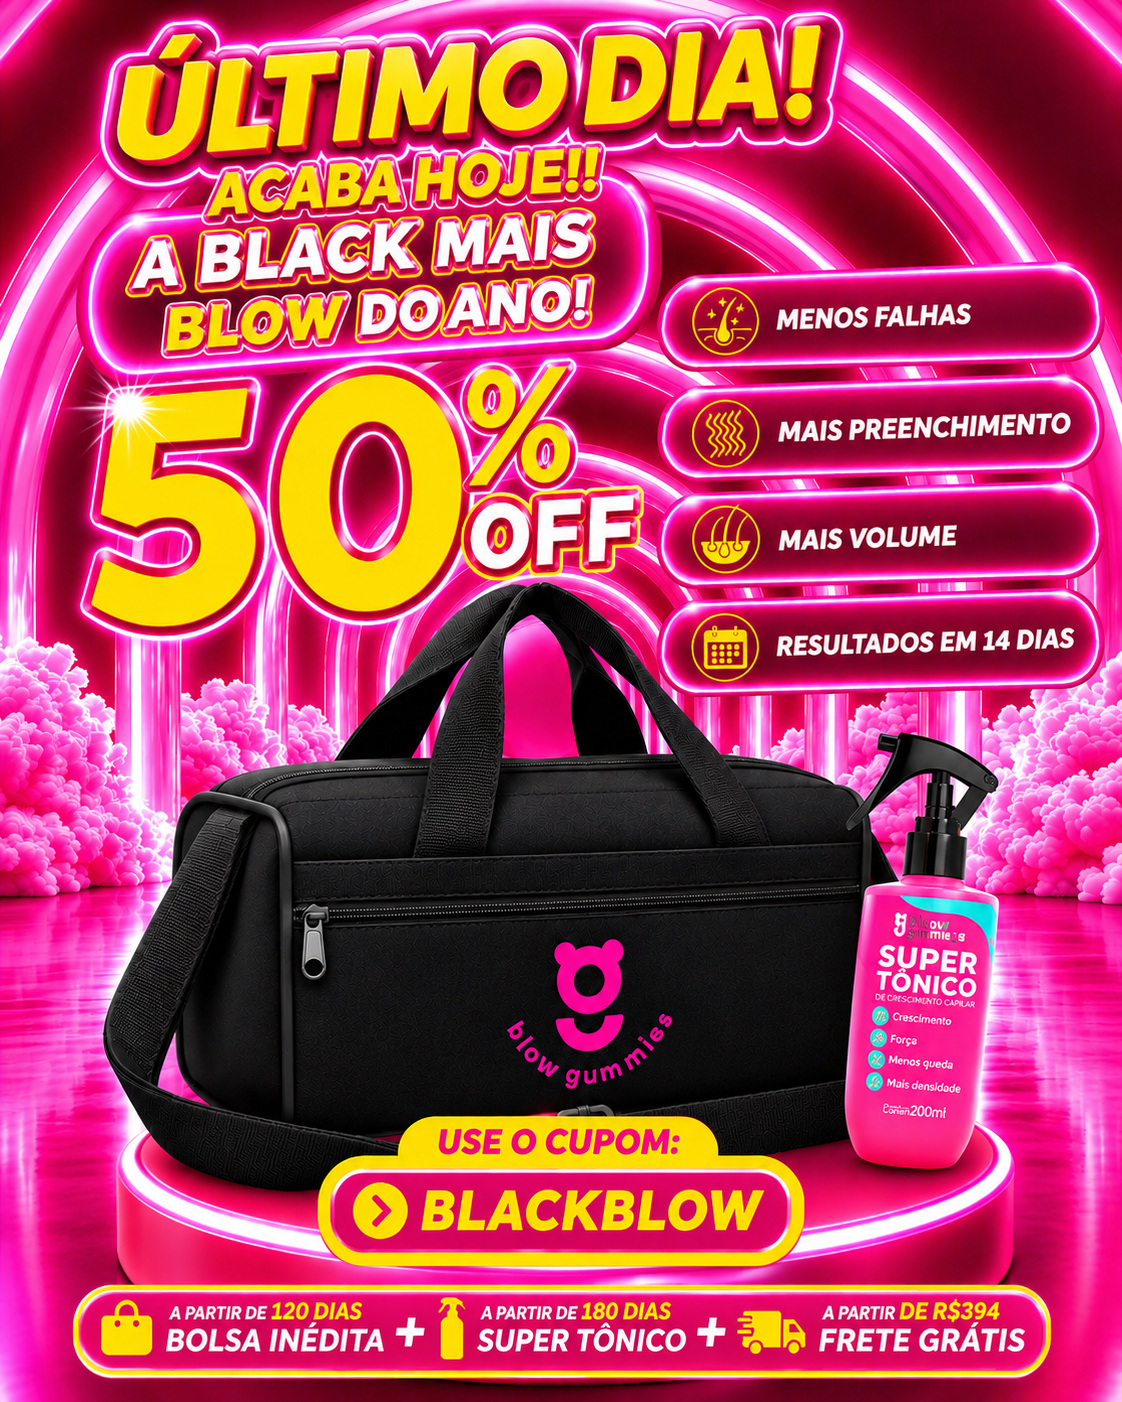 ÚLTIMO DIA!
ACABA HOJE!!
A BLACK MAIS
BLOW DO ANO!
50%
OFF
MENOS FALHAS
MAIS PREENCHIMENTO
MAIS VOLUME
RESULTADOS EM 14 DIAS
blow gummies
SUPER
TÔNICO
DE CRESCIMENTO CAPILAR
Crescimento
Força
Menos queda
Mais densidade
200ml
USE O CUPOM:
BLACKBLOW
A PARTIR DE 120 DIAS
BOLSA INÉDITA +
A PARTIR DE 180 DIAS
SUPER TÔNICO +
A PARTIR DE R$394
FRETE GRÁTIS